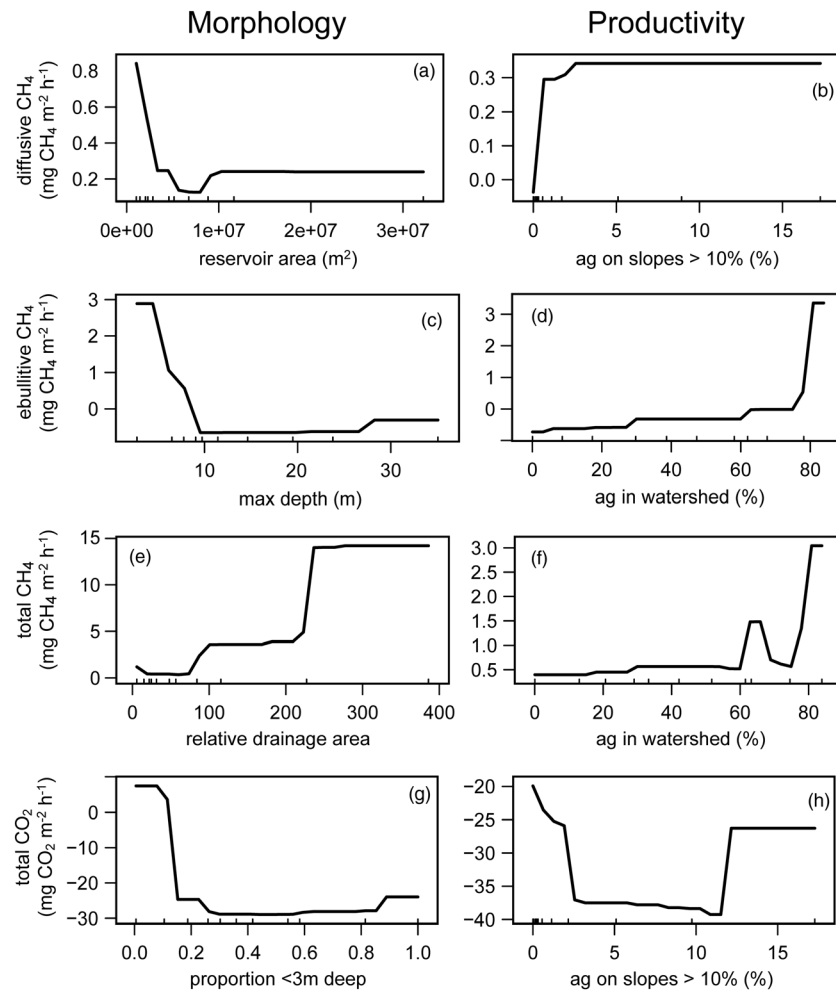 Morphology
Productivity
diffusive CH₄
(mg CH₄ m⁻² h⁻¹)
0.8
0.6
0.4
0.2
(a)
0e+00 1e+07 2e+07 3e+07
reservoir area (m²)
0.3
0.2
0.1
0.0
(b)
0 5 10 15
ag on slopes > 10% (%)
ebullitive CH₄
(mg CH₄ m⁻² h⁻¹)
3
2
1
0
(c)
10 20 30
max depth (m)
3
2
1
0
(d)
0 20 40 60 80
ag in watershed (%)
total CH₄
(mg CH₄ m⁻² h⁻¹)
15
10
5
0
(e)
0 100 200 300 400
relative drainage area
3.0
2.5
2.0
1.5
1.0
0.5
(f)
0 20 40 60 80
ag in watershed (%)
total CO₂
(mg CO₂ m⁻² h⁻¹)
0
−10
−20
−30
(g)
0.0 0.2 0.4 0.6 0.8 1.0
proportion <3m deep
−20
−25
−30
−35
−40
(h)
0 5 10 15
ag on slopes > 10% (%)